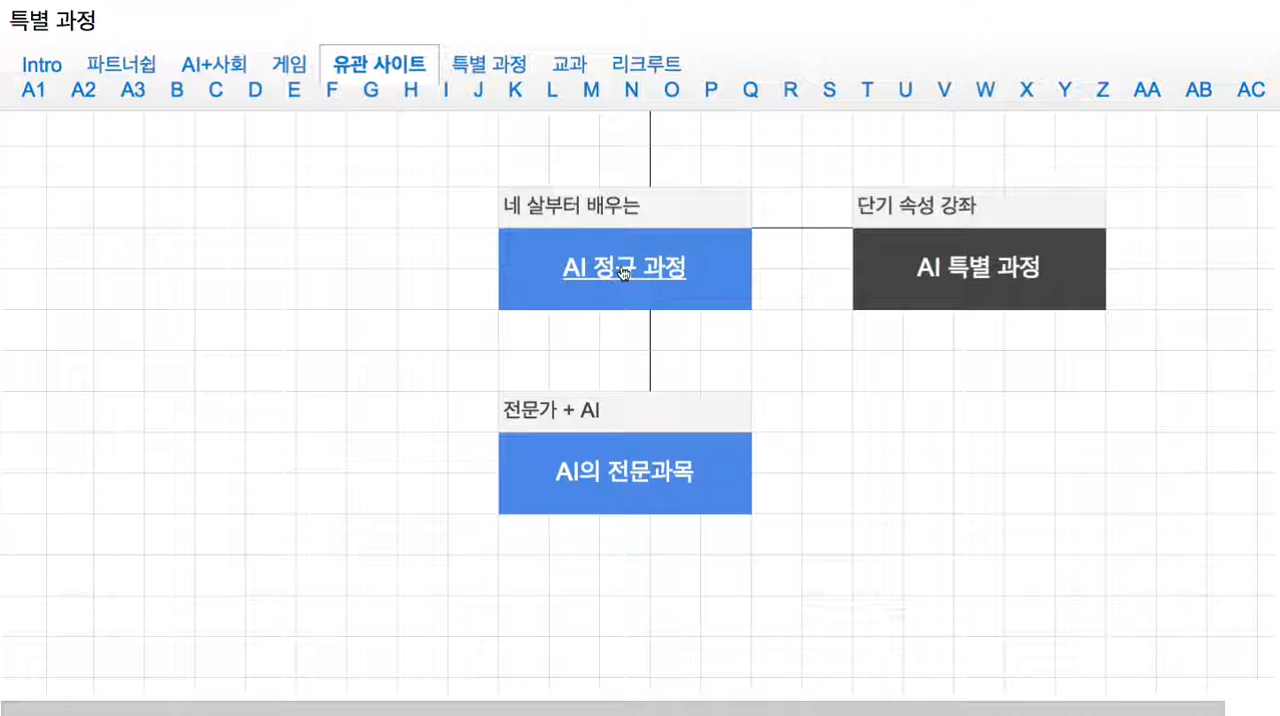 특별 과정
Intro 파트너쉽 AI+사회 게임 유관 사이트 특별 과정 교과 리크루트
A1 A2 A3 B C D E F G H I J K L M N O P Q R S T U V W X Y Z AA AB AC
네 살부터 배우는 단기 속성 강좌
AI 정규 과정 AI 특별 과정
전문가 + AI
AI의 전문과목